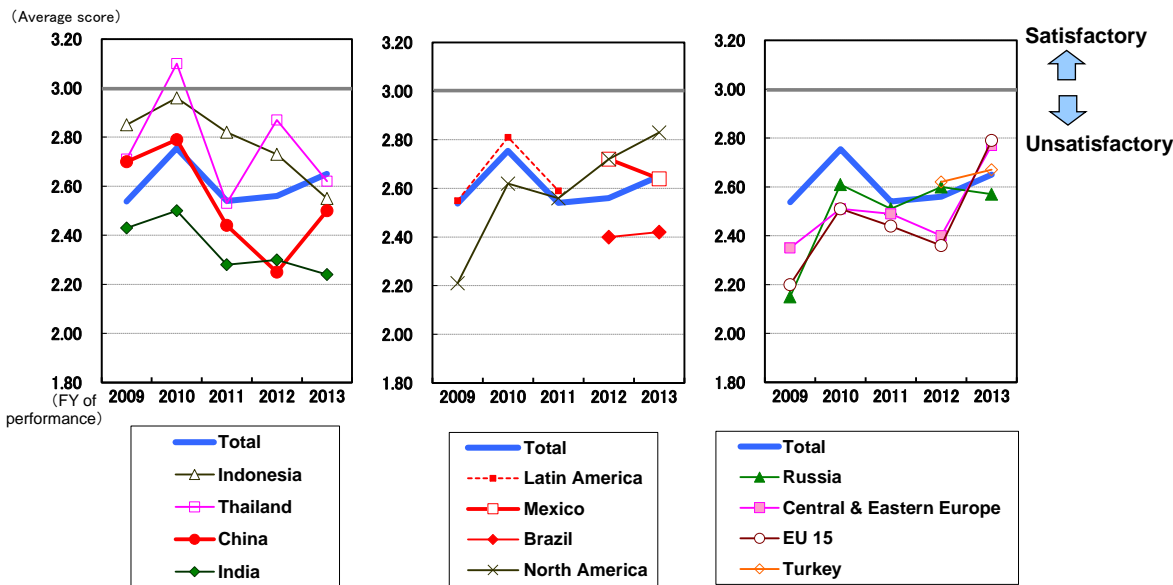 （Average score）
3.20
3.00
2.80
2.60
2.40
2.20
2.00
1.80
2009 2010 2011 2012 2013
（FY of
performance）
Total
Indonesia
Thailand
China
India
3.20
3.00
2.80
2.60
2.40
2.20
2.00
1.80
2009 2010 2011 2012 2013
Total
Latin America
Mexico
Brazil
North America
3.20
3.00
2.80
2.60
2.40
2.20
2.00
1.80
2009 2010 2011 2012 2013
Total
Russia
Central & Eastern Europe
EU 15
Turkey
Satisfactory
Unsatisfactory